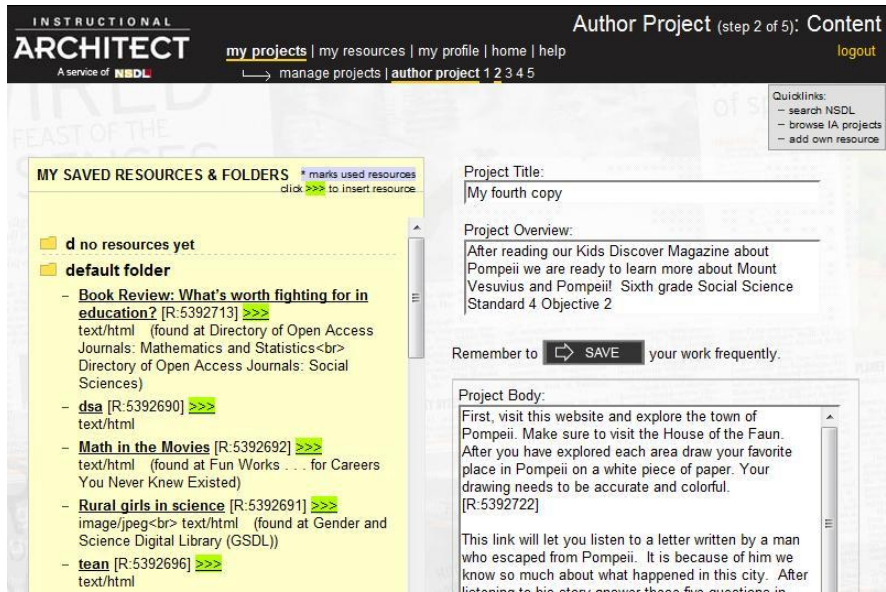 INSTRUCTIONAL
ARCHITECT
A service of NSDL
Author Project (step 2 of 5): Content
my projects | my resources | my profile | home | help
logout
manage projects | author project 1 2 3 4 5
Quicklinks:
– search NSDL
– browse IA projects
– add own resource
FEAST OF THE
MY SAVED RESOURCES & FOLDERS
* marks used resources
click >>> to insert resource
d no resources yet
default folder
– Book Review: What's worth fighting for in
education? [R:5392713] >>>
text/html (found at Directory of Open Access
Journals: Mathematics and Statistics<br>
Directory of Open Access Journals: Social
Sciences)
– dsa [R:5392690] >>>
text/html
– Math in the Movies [R:5392692] >>>
text/html (found at Fun Works . . . for Careers
You Never Knew Existed)
– Rural girls in science [R:5392691] >>>
image/jpeg<br> text/html (found at Gender and
Science Digital Library (GSDL))
– tean [R:5392696] >>>
text/html
Project Title:
My fourth copy
Project Overview:
After reading our Kids Discover Magazine about
Pompeii we are ready to learn more about Mount
Vesuvius and Pompeii! Sixth grade Social Science
Standard 4 Objective 2
Remember to SAVE your work frequently.
Project Body:
First, visit this website and explore the town of
Pompeii. Make sure to visit the House of the Faun.
After you have explored each area draw your favorite
place in Pompeii on a white piece of paper. Your
drawing needs to be accurate and colorful.
[R:5392722]
This link will let you listen to a letter written by a man
who escaped from Pompeii. It is because of him we
know so much about what happened in this city. After
listening to his story answer these five questions in